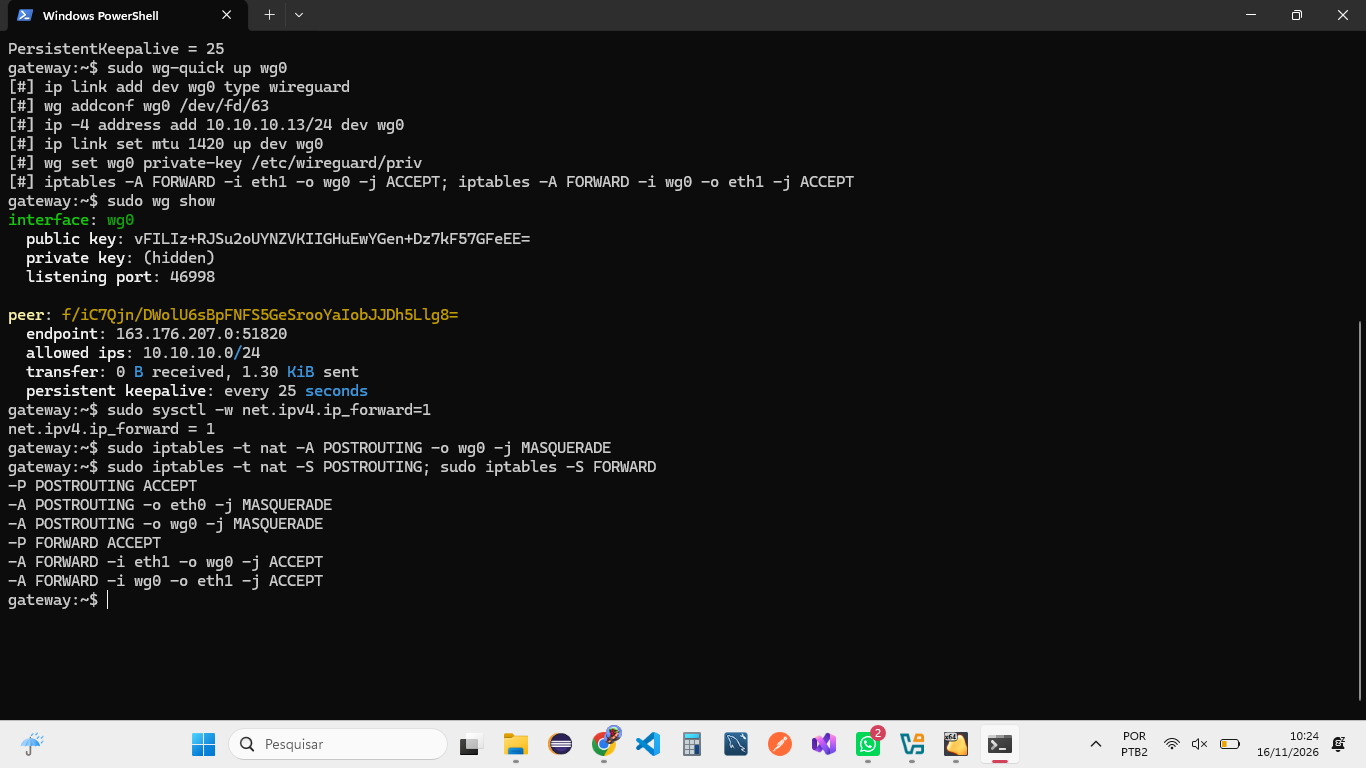 Windows PowerShell
PersistentKeepalive = 25
gateway:~$ sudo wg-quick up wg0
[#] ip link add dev wg0 type wireguard
[#] wg addconf wg0 /dev/fd/63
[#] ip -4 address add 10.10.10.13/24 dev wg0
[#] ip link set mtu 1420 up dev wg0
[#] wg set wg0 private-key /etc/wireguard/priv
[#] iptables -A FORWARD -i eth1 -o wg0 -j ACCEPT; iptables -A FORWARD -i wg0 -o eth1 -j ACCEPT
gateway:~$ sudo wg show
interface: wg0
  public key: vFILIz+RJSu2oUYNZVKIIGHuEwYGen+Dz7kF57GFeEE=
  private key: (hidden)
  listening port: 46998

peer: f/iC7Qjn/DWolU6sBpFNFS5GeSrooYaIobJJDh5Llg8=
  endpoint: 163.176.207.0:51820
  allowed ips: 10.10.10.0/24
  transfer: 0 B received, 1.30 KiB sent
  persistent keepalive: every 25 seconds
gateway:~$ sudo sysctl -w net.ipv4.ip_forward=1
net.ipv4.ip_forward = 1
gateway:~$ sudo iptables -t nat -A POSTROUTING -o wg0 -j MASQUERADE
gateway:~$ sudo iptables -t nat -S POSTROUTING; sudo iptables -S FORWARD
-P POSTROUTING ACCEPT
-A POSTROUTING -o eth0 -j MASQUERADE
-A POSTROUTING -o wg0 -j MASQUERADE
-P FORWARD ACCEPT
-A FORWARD -i eth1 -o wg0 -j ACCEPT
-A FORWARD -i wg0 -o eth1 -j ACCEPT
gateway:~$
Pesquisar
2
POR
PTB2
10:24
16/11/2026